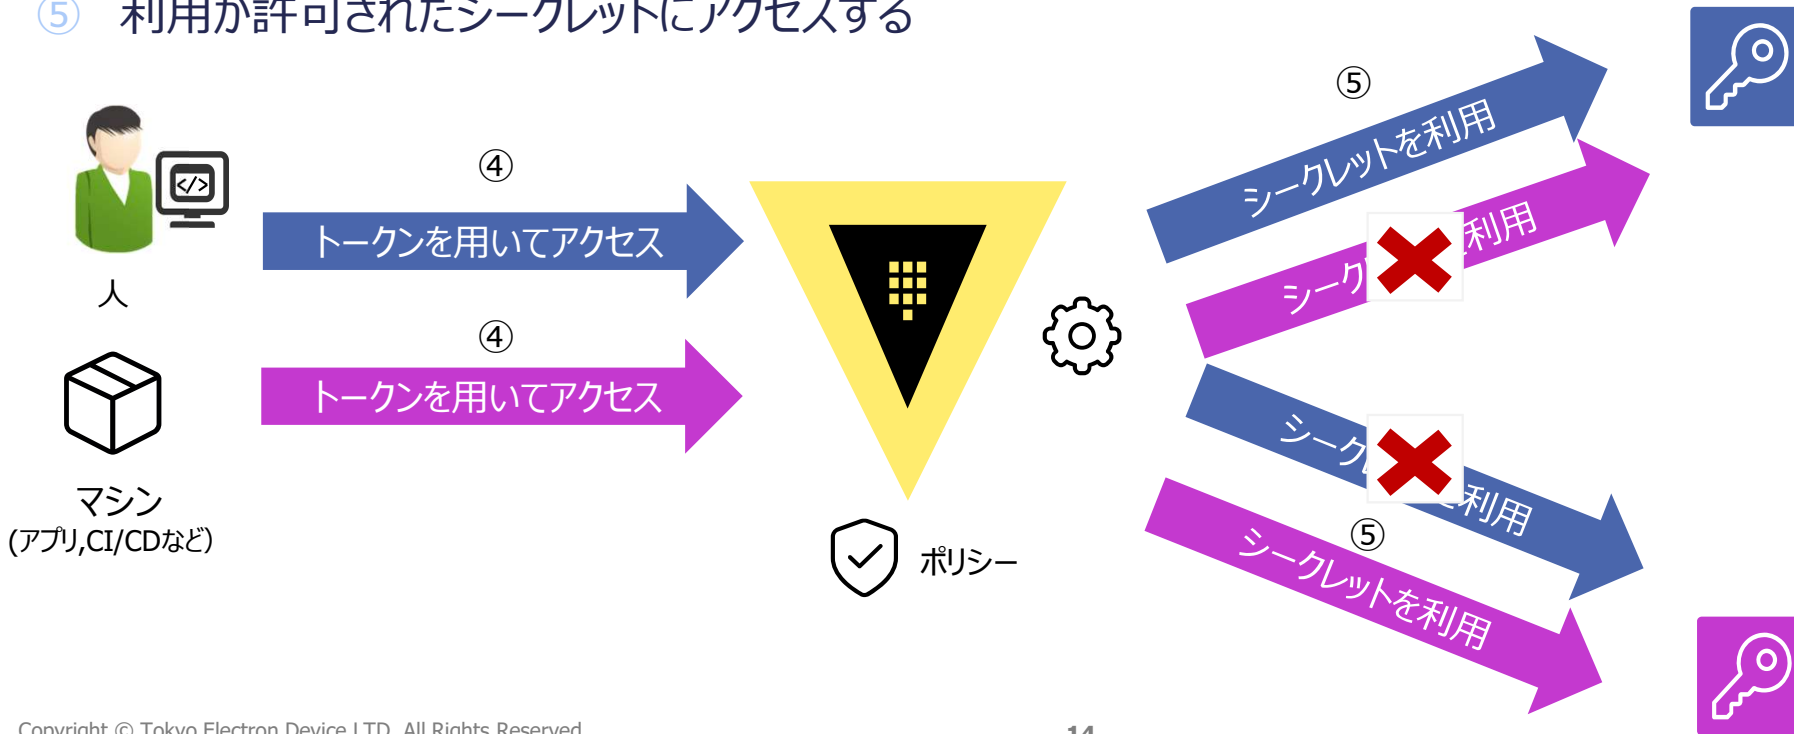 ⑤ 利用が許可されたシークレットにアクセスする
⑤
シークレットを利用
④
トークンを用いてアクセス
シーク
利用
人
④
トークンを用いてアクセス
シーク
利用
マシン
(アプリ,CI/CDなど)
ポリシー
⑤
シークレットを利用
Copyright © Tokyo Electron Device LTD. All Rights Reserved
14